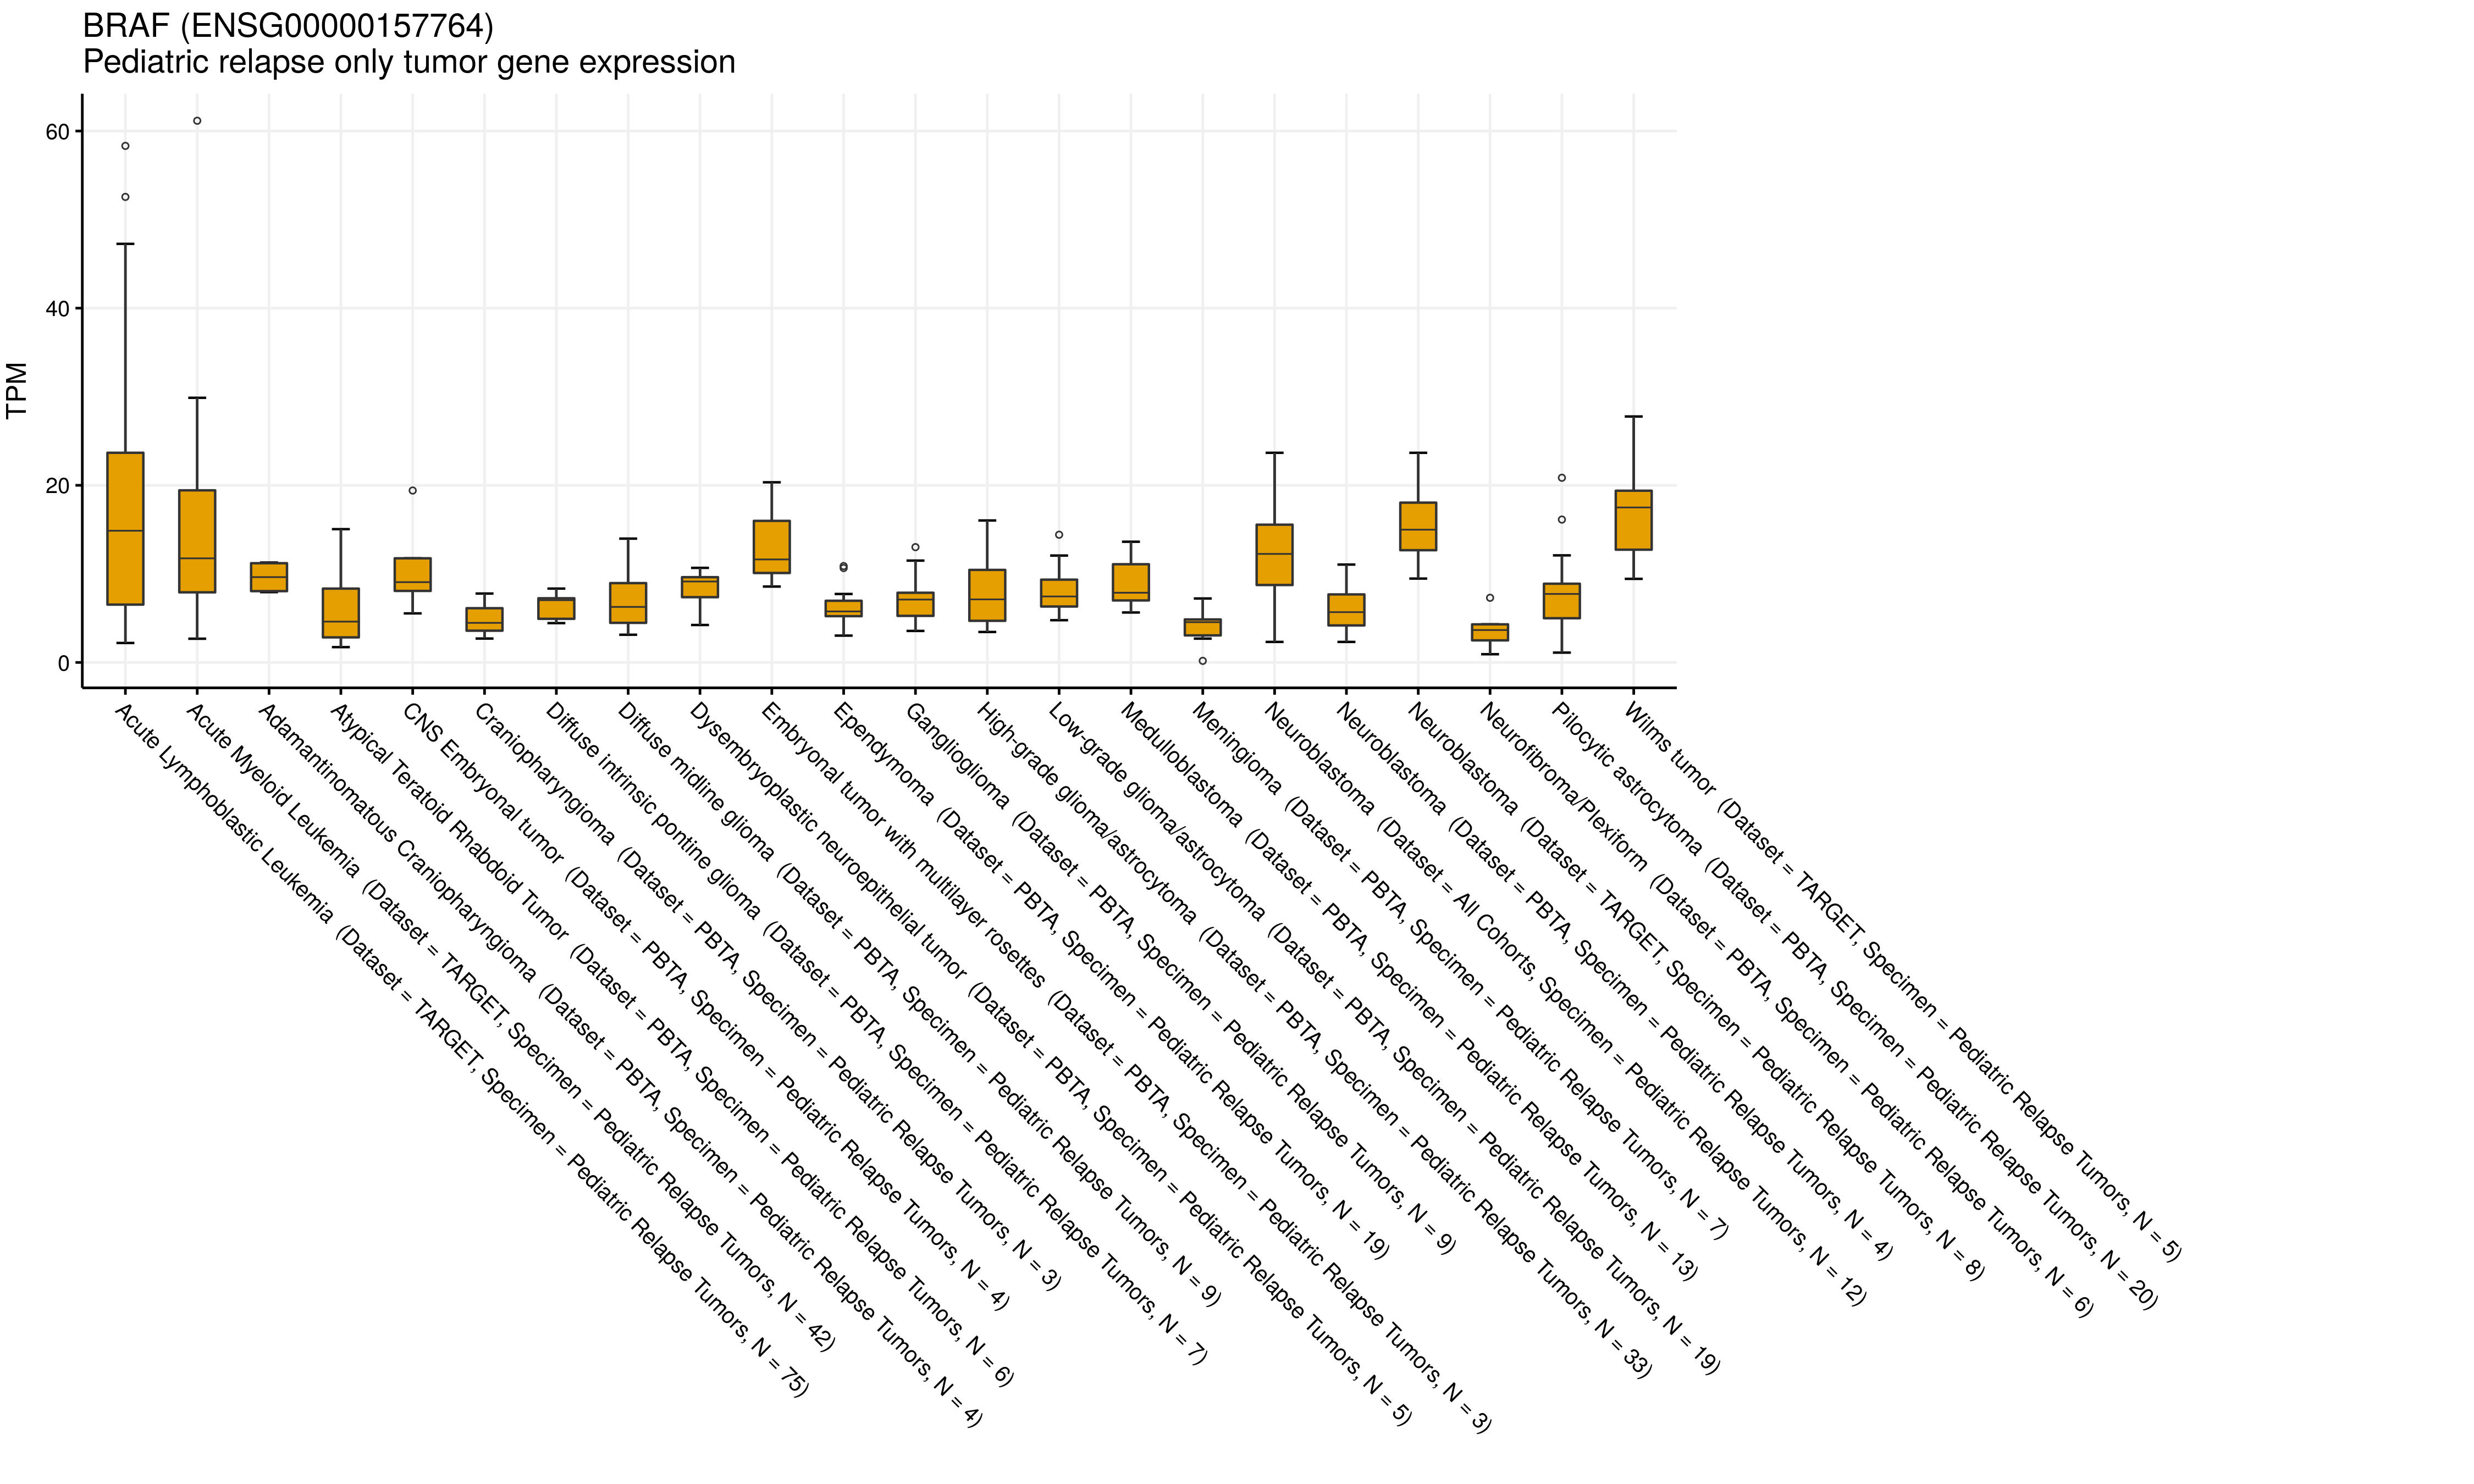 BRAF (ENSG00000157764)
Pediatric relapse only tumor gene expression
TPM
60
40
20
0
Acute Lymphoblastic Leukemia (Dataset = TARGET, Specimen = Pediatric Relapse Tumors, N = 75)
Acute Myeloid Leukemia (Dataset = TARGET, Specimen = Pediatric Relapse Tumors, N = 42)
Adamantinomatous Craniopharyngioma (Dataset = PBTA, Specimen = Pediatric Relapse Tumors, N = 4)
Atypical Teratoid Rhabdoid Tumor (Dataset = PBTA, Specimen = Pediatric Relapse Tumors, N = 6)
CNS Embryonal tumor (Dataset = PBTA, Specimen = Pediatric Relapse Tumors, N = 4)
Craniopharyngioma (Dataset = PBTA, Specimen = Pediatric Relapse Tumors, N = 3)
Diffuse intrinsic pontine glioma (Dataset = PBTA, Specimen = Pediatric Relapse Tumors, N = 7)
Diffuse midline glioma (Dataset = PBTA, Specimen = Pediatric Relapse Tumors, N = 9)
Dysembryoplastic neuroepithelial tumor (Dataset = PBTA, Specimen = Pediatric Relapse Tumors, N = 5)
Embryonal tumor with multilayer rosettes (Dataset = PBTA, Specimen = Pediatric Relapse Tumors, N = 3)
Ependymoma (Dataset = PBTA, Specimen = Pediatric Relapse Tumors, N = 19)
Ganglioglioma (Dataset = PBTA, Specimen = Pediatric Relapse Tumors, N = 9)
High-grade glioma/astrocytoma (Dataset = PBTA, Specimen = Pediatric Relapse Tumors, N = 33)
Low-grade glioma/astrocytoma (Dataset = PBTA, Specimen = Pediatric Relapse Tumors, N = 19)
Medulloblastoma (Dataset = PBTA, Specimen = Pediatric Relapse Tumors, N = 13)
Meningioma (Dataset = PBTA, Specimen = Pediatric Relapse Tumors, N = 7)
Neuroblastoma (Dataset = All Cohorts, Specimen = Pediatric Relapse Tumors, N = 12)
Neuroblastoma (Dataset = PBTA, Specimen = Pediatric Relapse Tumors, N = 4)
Neuroblastoma (Dataset = TARGET, Specimen = Pediatric Relapse Tumors, N = 8)
Neurofibroma/Plexiform (Dataset = PBTA, Specimen = Pediatric Relapse Tumors, N = 6)
Pilocytic astrocytoma (Dataset = PBTA, Specimen = Pediatric Relapse Tumors, N = 20)
Wilms tumor (Dataset = TARGET, Specimen = Pediatric Relapse Tumors, N = 5)